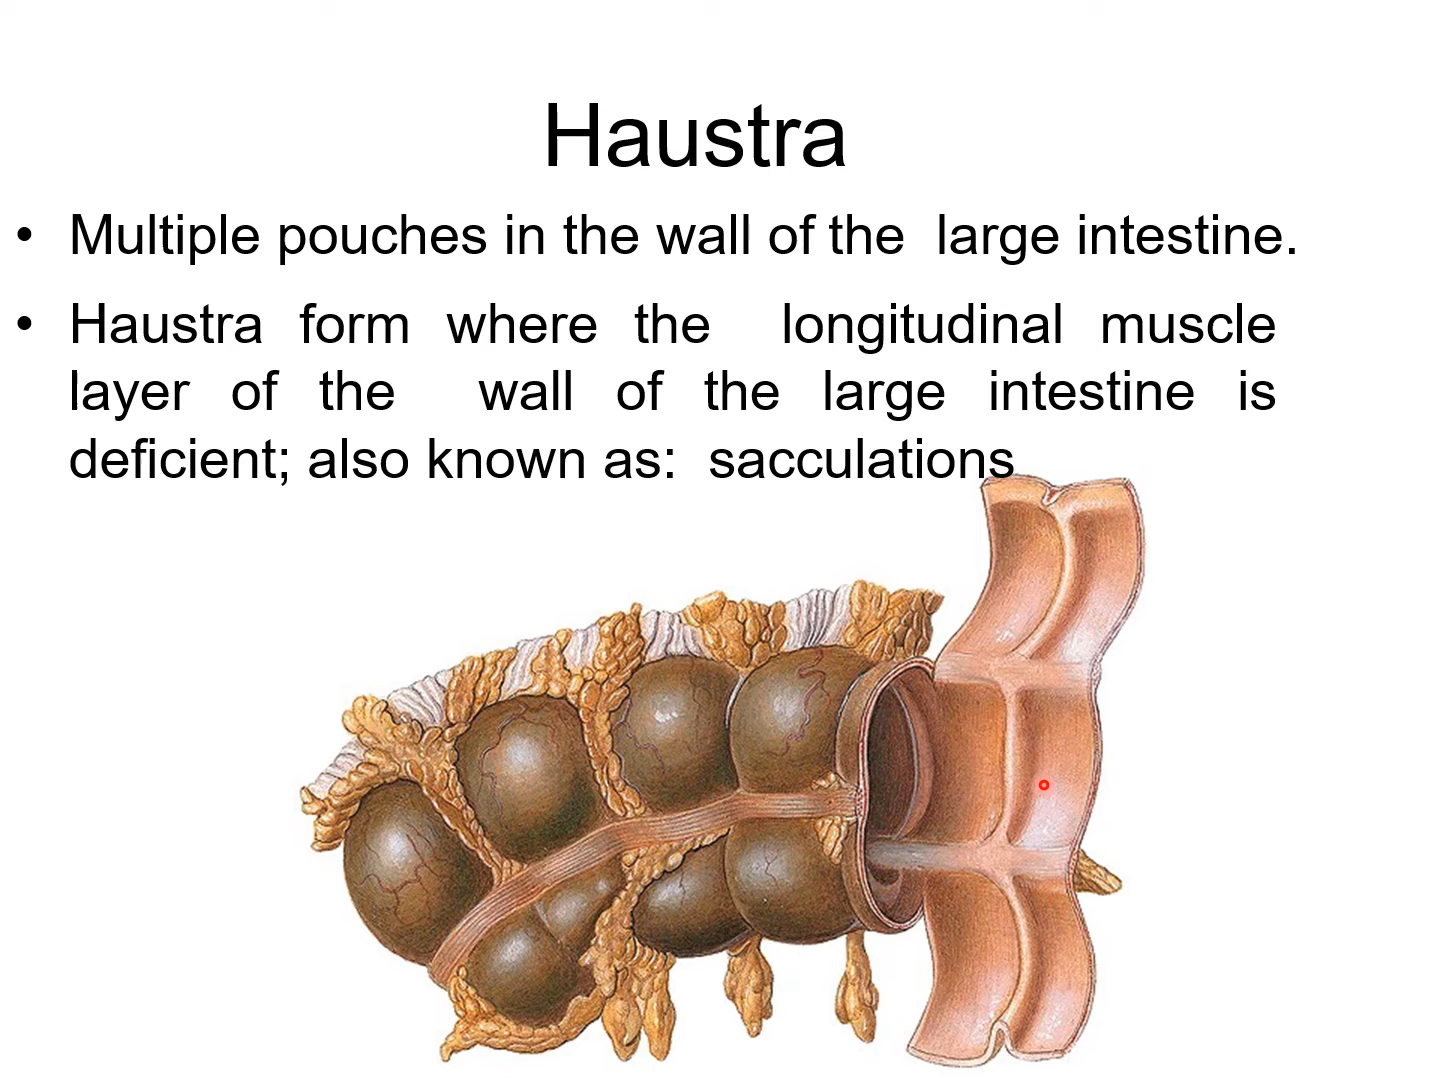 Haustra
• Multiple pouches in the wall of the large intestine.
• Haustra form where the longitudinal muscle
layer of the wall of the large intestine is
deficient; also known as: sacculations